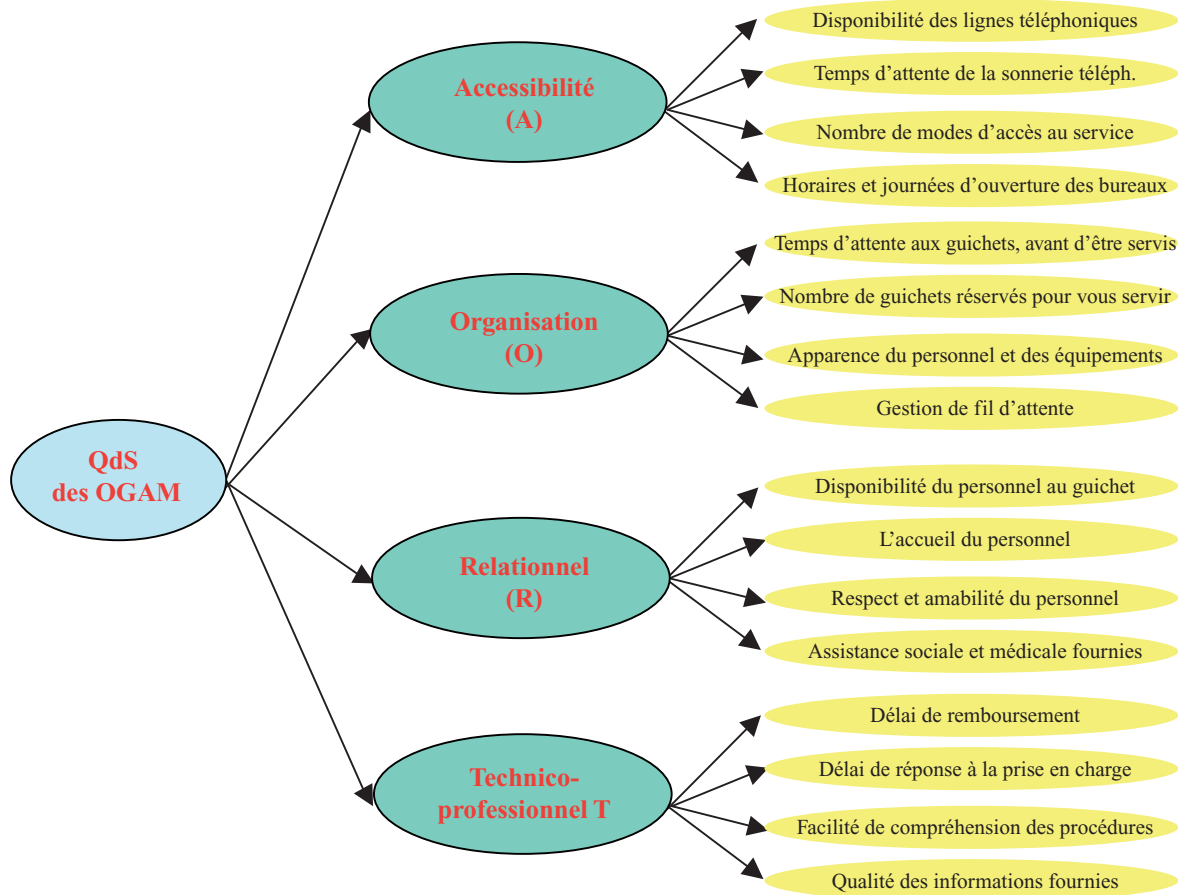 QdS
des OGAM
Accessibilité
(A)
Disponibilité des lignes téléphoniques
Temps d’attente de la sonnerie téléph.
Nombre de modes d’accès au service
Horaires et journées d’ouverture des bureaux
Organisation
(O)
Temps d’attente aux guichets, avant d’être servis
Nombre de guichets réservés pour vous servir
Apparence du personnel et des équipements
Gestion de fil d’attente
Relationnel
(R)
Disponibilité du personnel au guichet
L’accueil du personnel
Respect et amabilité du personnel
Assistance sociale et médicale fournies
Technico-
professionnel T
Délai de remboursement
Délai de réponse à la prise en charge
Facilité de compréhension des procédures
Qualité des informations fournies